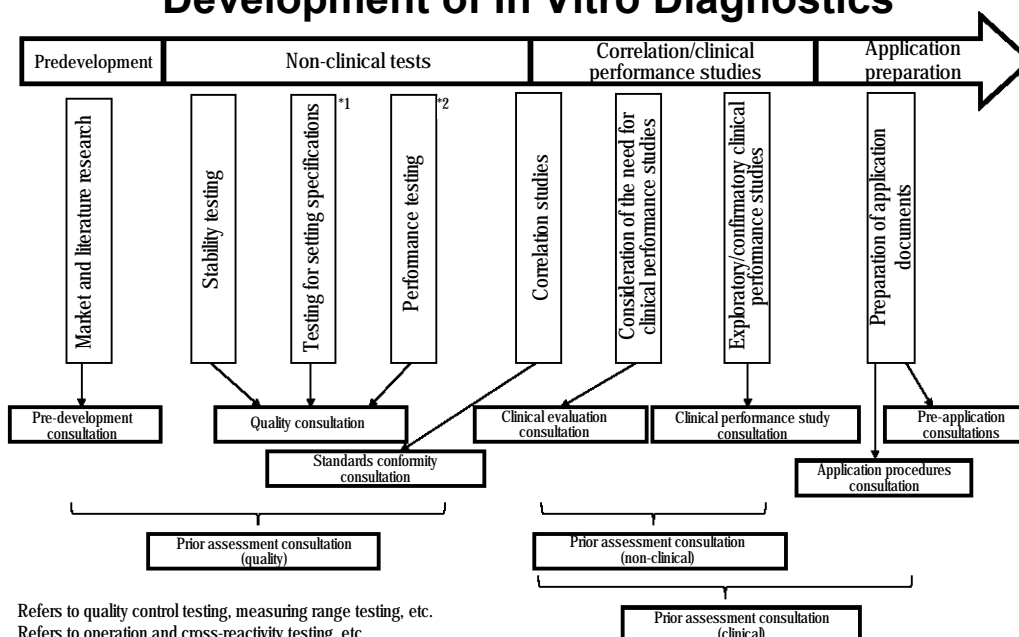 Development of In Vitro Diagnostics
Predevelopment
Non-clinical tests
Correlation/clinical
performance studies
Application
preparation
Market and literature research
Stability testing
Testing for setting specifications
*1
Performance testing
*2
Correlation studies
Consideration of the need for
clinical performance studies
Exploratory/confirmatory clinical
performance studies
Preparation of application
documents
Pre-development
consultation
Quality consultation
Clinical evaluation
consultation
Clinical performance study
consultation
Pre-application
consultations
Standards conformity
consultation
Application procedures
consultation
Prior assessment consultation
(quality)
Prior assessment consultation
(non-clinical)
Prior assessment consultation
(clinical)
Refers to quality control testing, measuring range testing, etc.
Refers to operation and cross-reactivity testing, etc.